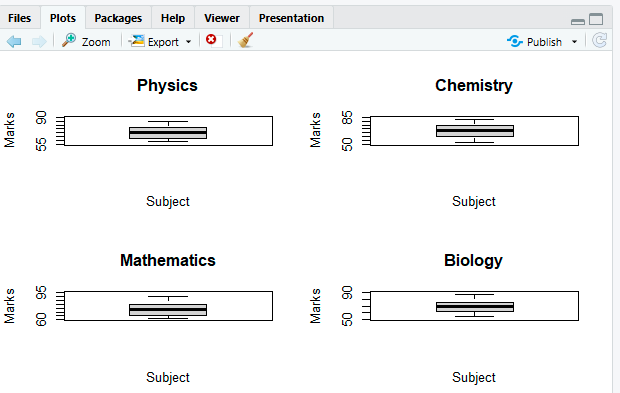 Files Plots Packages Help Viewer Presentation
Zoom Export Publish
Physics
Marks
90
55
Subject
Chemistry
Marks
85
50
Subject
Mathematics
Marks
95
60
Subject
Biology
Marks
90
50
Subject